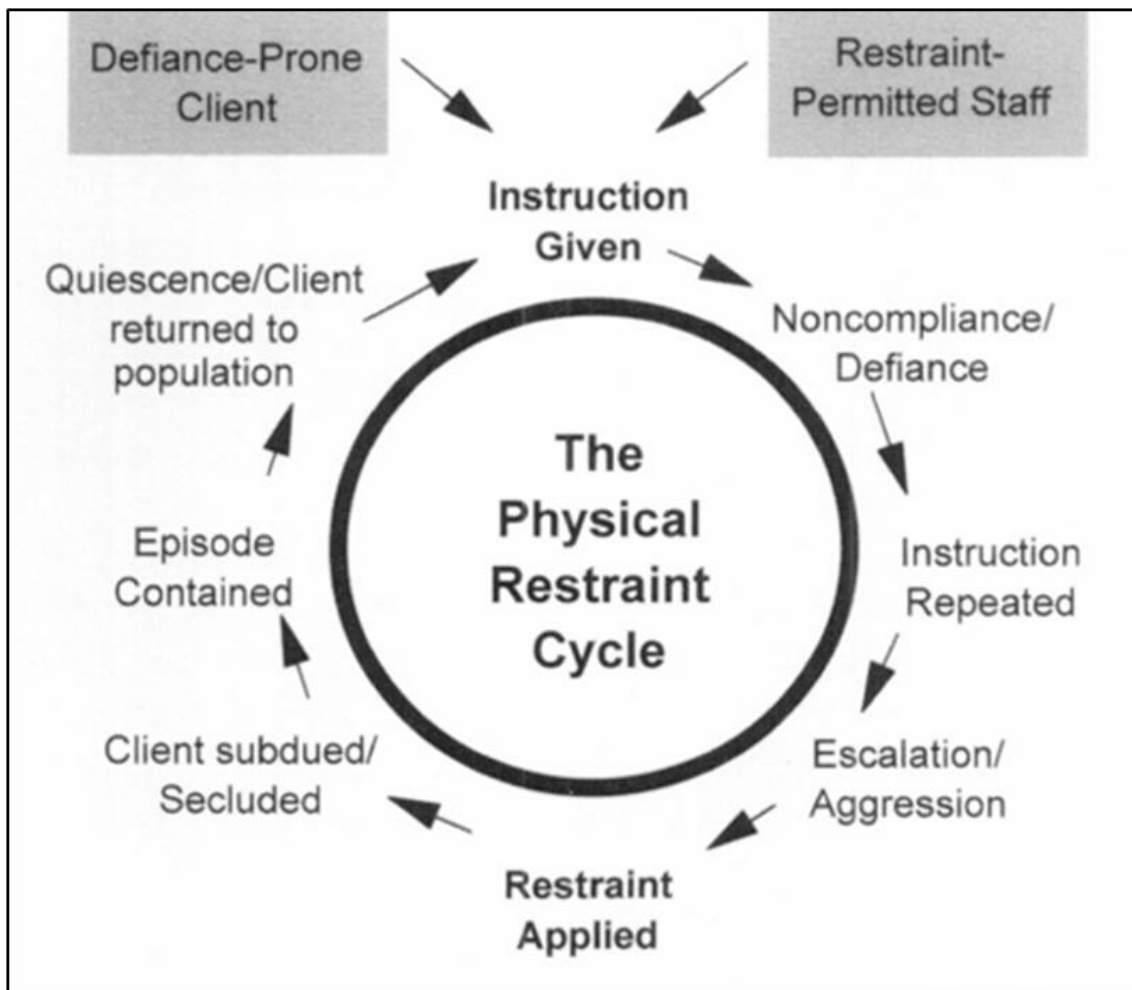 Defiance-Prone
Client
Restraint-
Permitted Staff
Instruction
Given
Noncompliance/
Defiance
Instruction
Repeated
Escalation/
Aggression
Restraint
Applied
Client subdued/
Secluded
Episode
Contained
Quiescence/Client
returned to
population
The
Physical
Restraint
Cycle